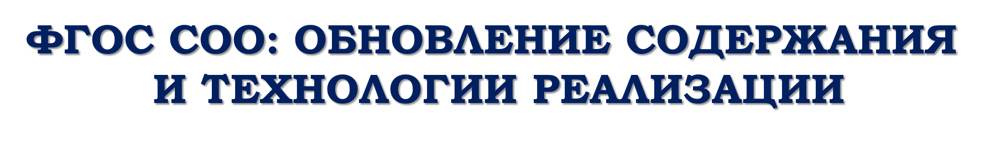 ФГОС СОО: ОБНОВЛЕНИЕ СОДЕРЖАНИЯ
И ТЕХНОЛОГИИ РЕАЛИЗАЦИИ